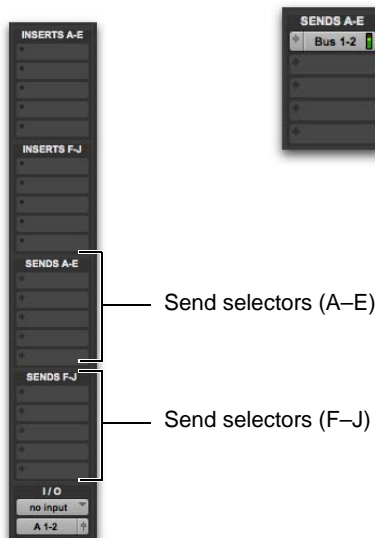 INSERTS A-E
INSERTS F-J
SENDS A-E
SENDS F-J
I / O
no input
A 1-2
Send selectors (A–E)
Send selectors (F–J)
SENDS A-E
Bus 1-2